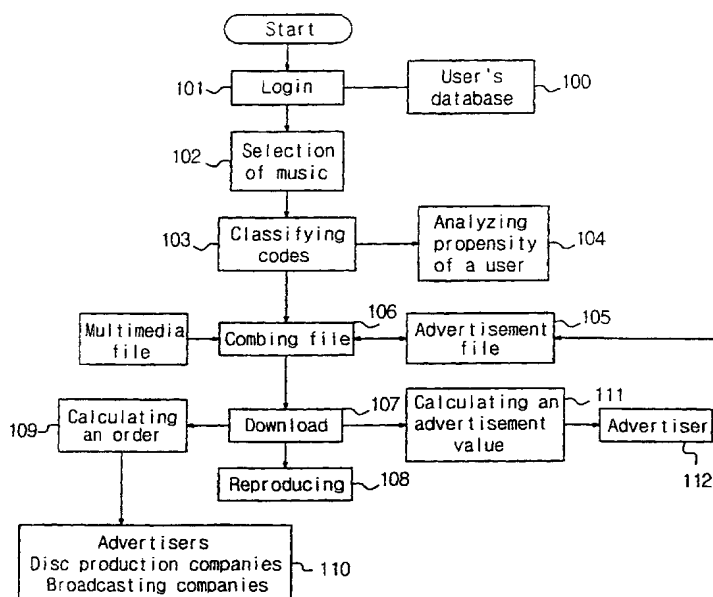 Start
101
Login
User's
database
100
102
Selection
of music
103
Classifying
codes
Analyzing
propensity
of a user
104
106
105
Multimedia
file
Combing file
Advertisement
file
109
Calculating
an order
107
Download
111
Calculating an
advertisement
value
Advertiser
112
Reproducing
108
Advertisers
Disc production companies
Broadcasting companies
110